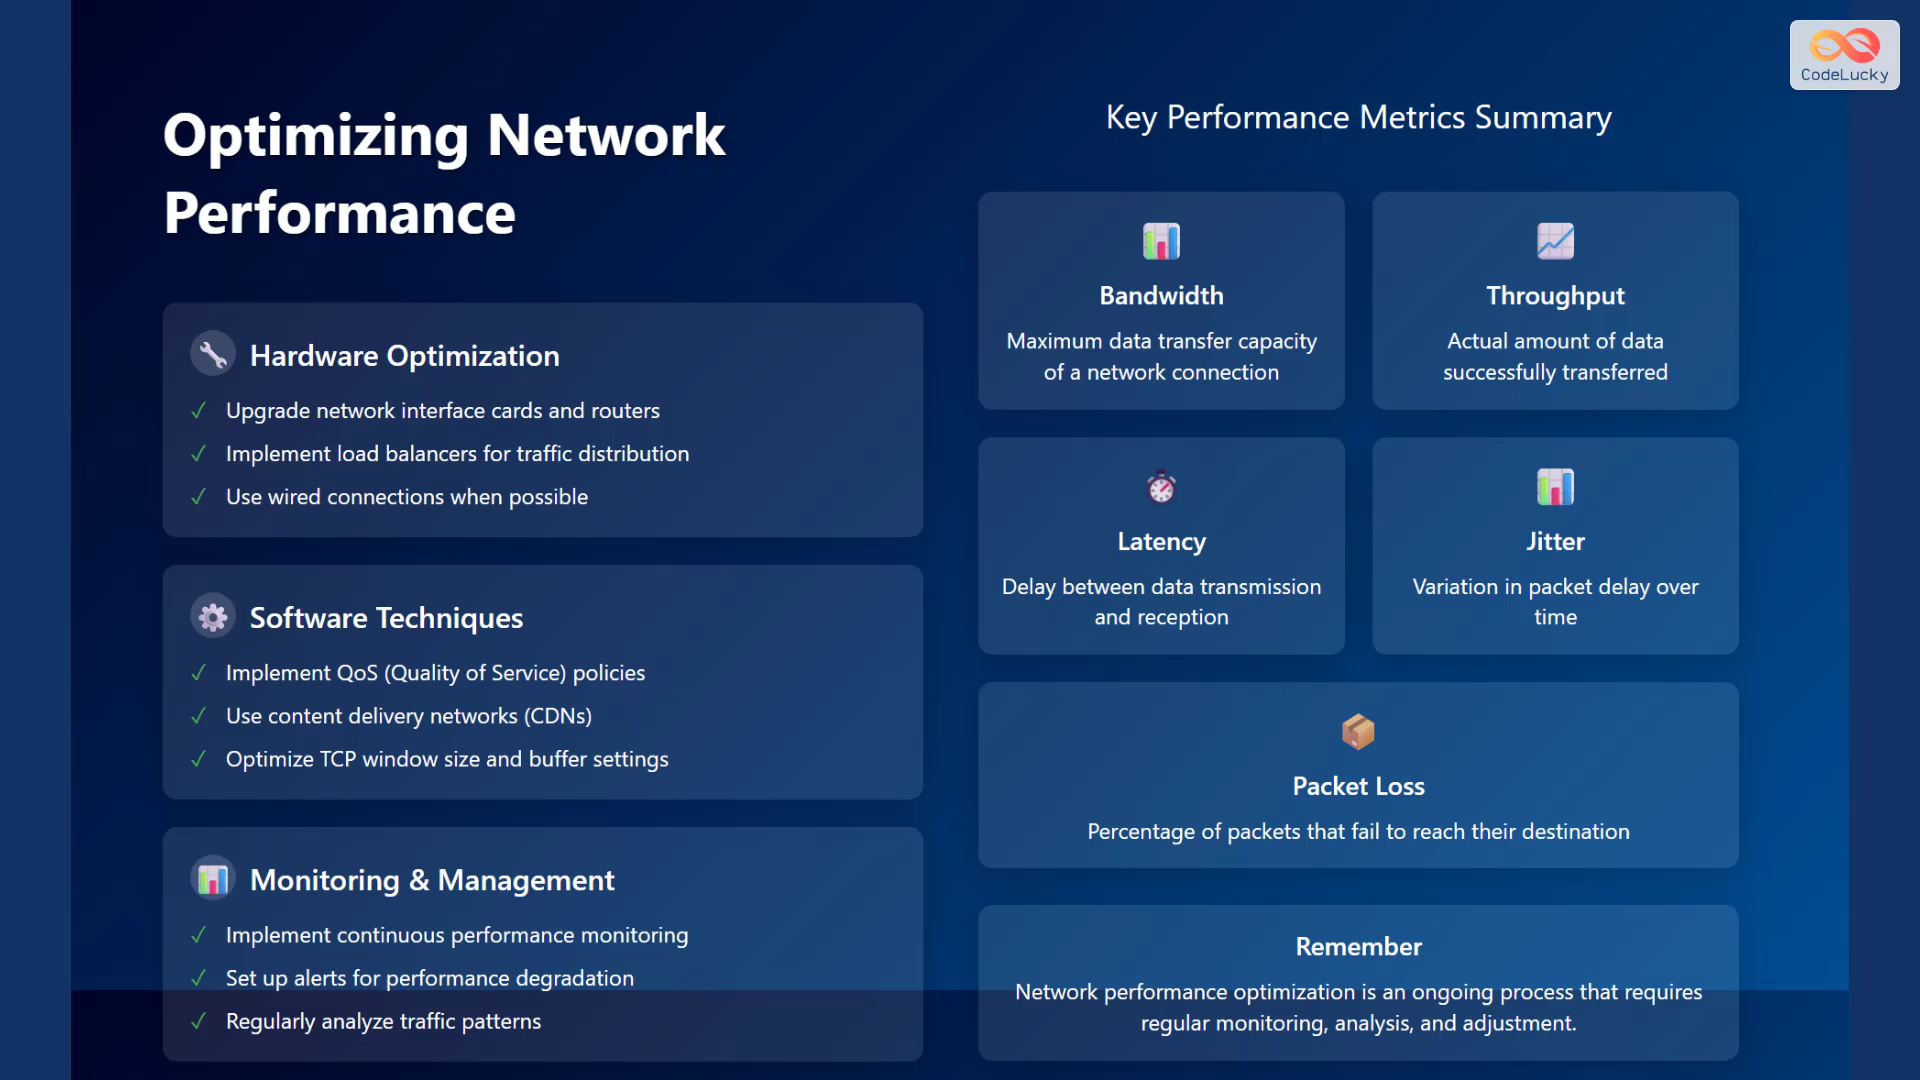 CodeLucky
Optimizing Network
Performance
Hardware Optimization
✓ Upgrade network interface cards and routers
✓ Implement load balancers for traffic distribution
✓ Use wired connections when possible
Software Techniques
✓ Implement QoS (Quality of Service) policies
✓ Use content delivery networks (CDNs)
✓ Optimize TCP window size and buffer settings
Monitoring & Management
✓ Implement continuous performance monitoring
✓ Set up alerts for performance degradation
✓ Regularly analyze traffic patterns
Key Performance Metrics Summary
Bandwidth
Maximum data transfer capacity
of a network connection
Throughput
Actual amount of data
successfully transferred
Latency
Delay between data transmission
and reception
Jitter
Variation in packet delay over
time
Packet Loss
Percentage of packets that fail to reach their destination
Remember
Network performance optimization is an ongoing process that requires
regular monitoring, analysis, and adjustment.